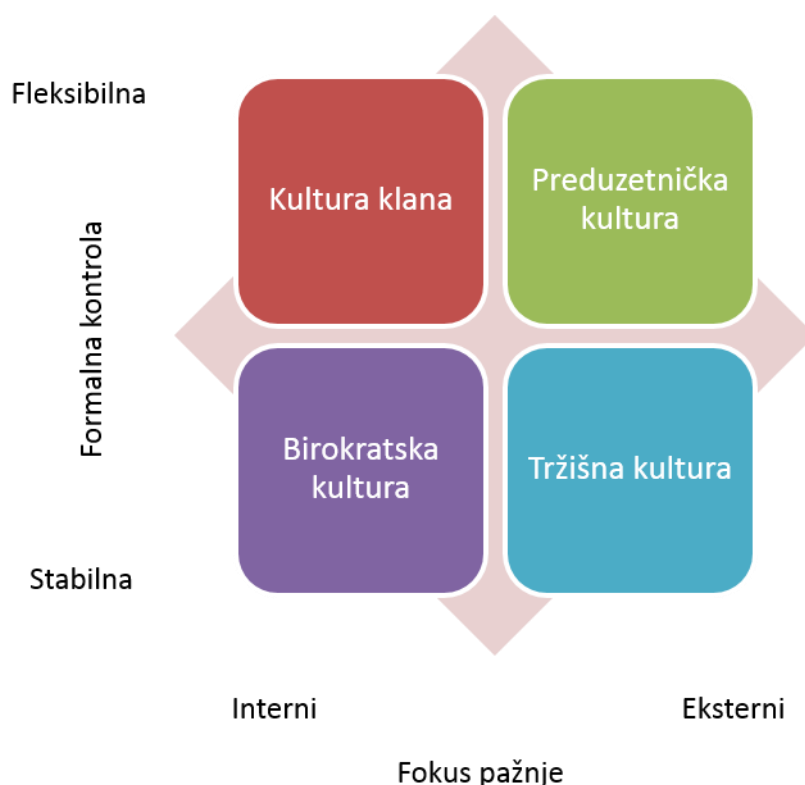 Fleksibilna
Kultura klana
Preduzetnička
kultura
Formalna kontrola
Birokratska
kultura
Tržišna kultura
Stabilna
Interni
Eksterni
Fokus pažnje